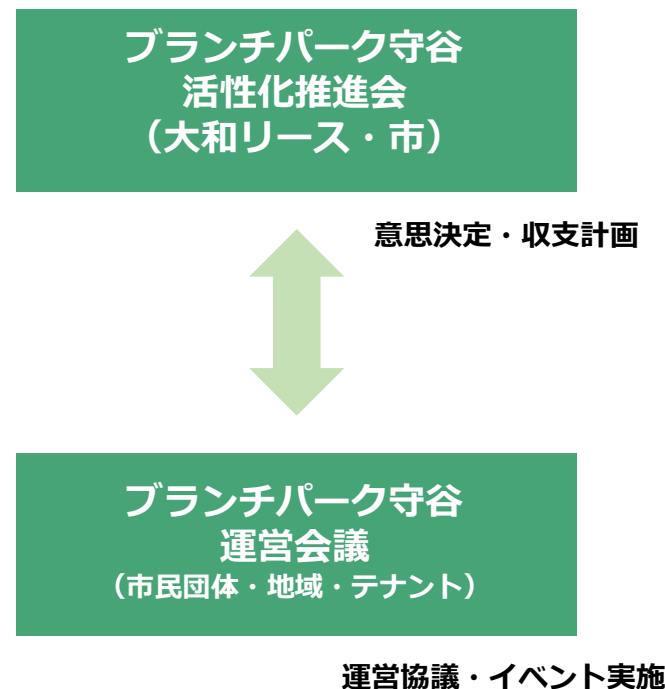 ブランチパーク守谷
活性化推進会
（大和リース・市）
意思決定・収支計画
ブランチパーク守谷
運営会議
（市民団体・地域・テナント）
運営協議・イベント実施